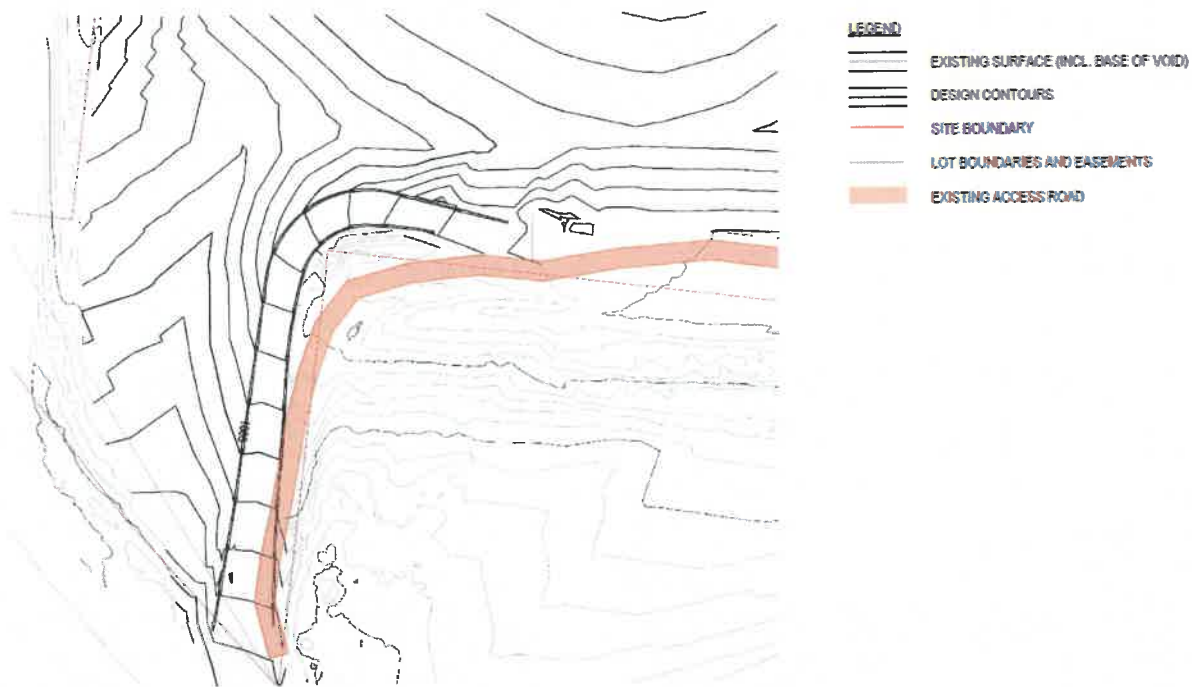 LEGEND
EXISTING SURFACE (INCL. BASE OF VOID)
DESIGN CONTOURS
SITE BOUNDARY
LOT BOUNDARIES AND EASEMENTS
EXISTING ACCESS ROAD